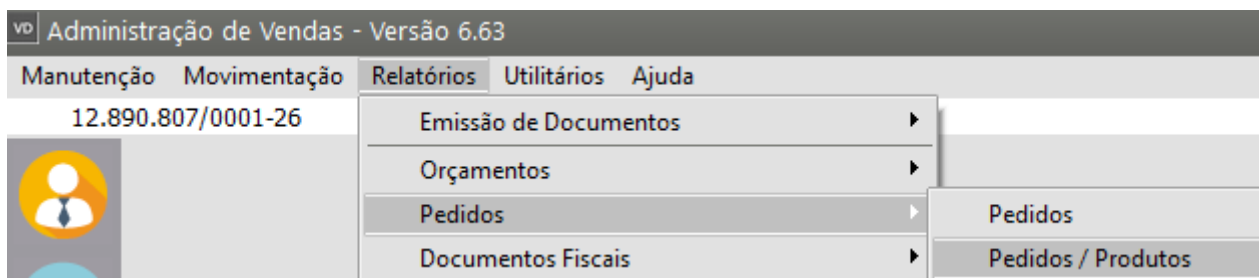 VD Administração de Vendas - Versão 6.63
Manutenção Movimentação Relatórios Utilitários Ajuda
12.890.807/0001-26
Emissão de Documentos
Orçamentos
Pedidos
Pedidos
Documentos Fiscais
Pedidos / Produtos